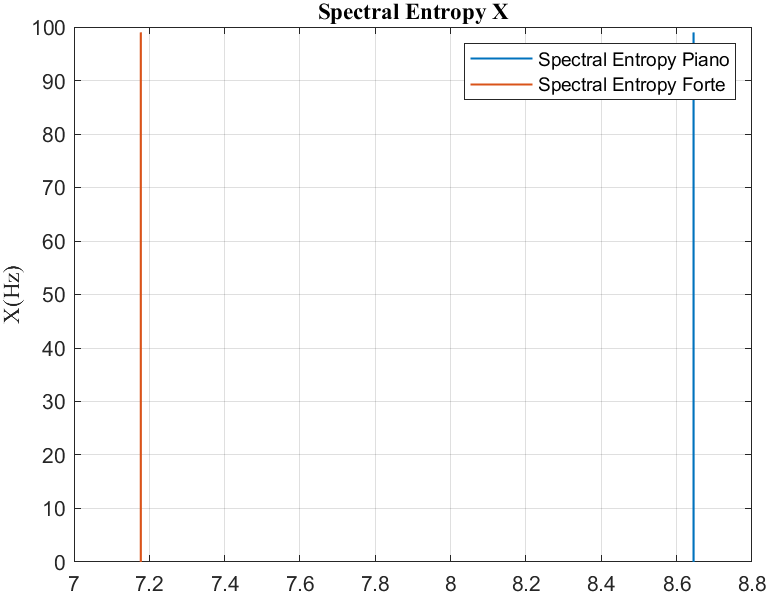 Spectral Entropy X
Spectral Entropy Piano
Spectral Entropy Forte
100
90
80
70
60
50
40
30
20
10
0
X(Hz)
7 7.2 7.4 7.6 7.8 8 8.2 8.4 8.6 8.8